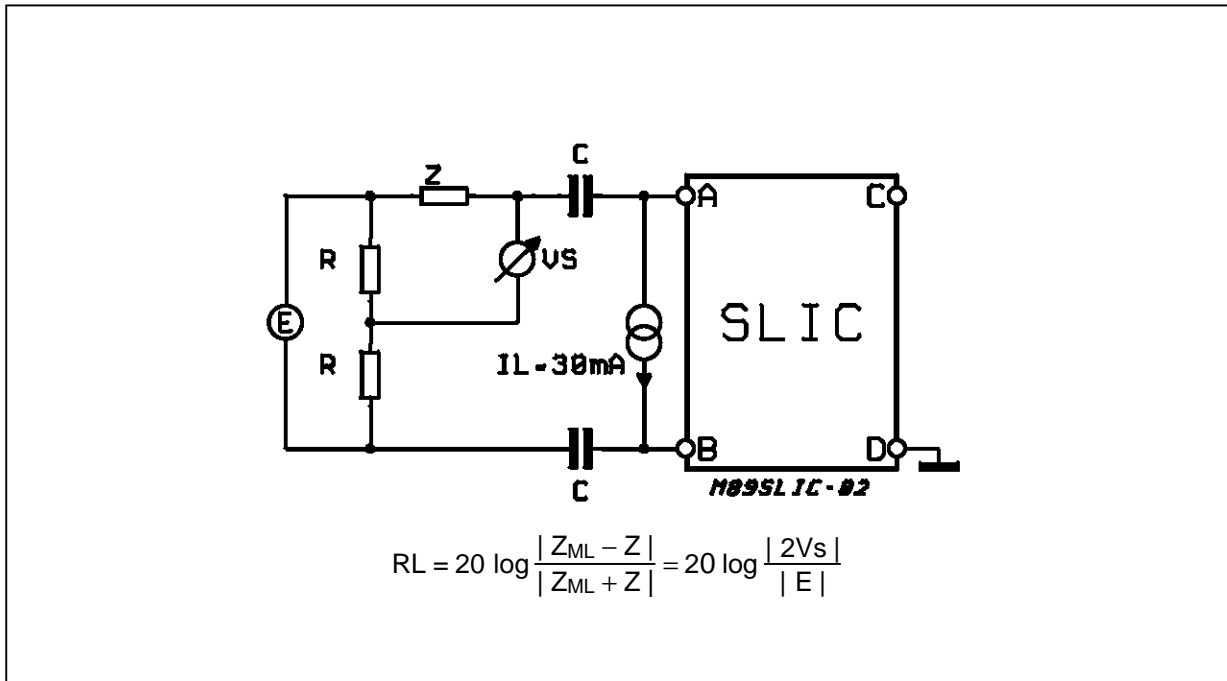 C
Z
A
C
R
VS
E
SLIC
R
IL=30mA
B
D
C
M89SLIC-02
RL = 20 log | ZML – Z | / | ZML + Z | = 20 log | 2Vs | / | E |